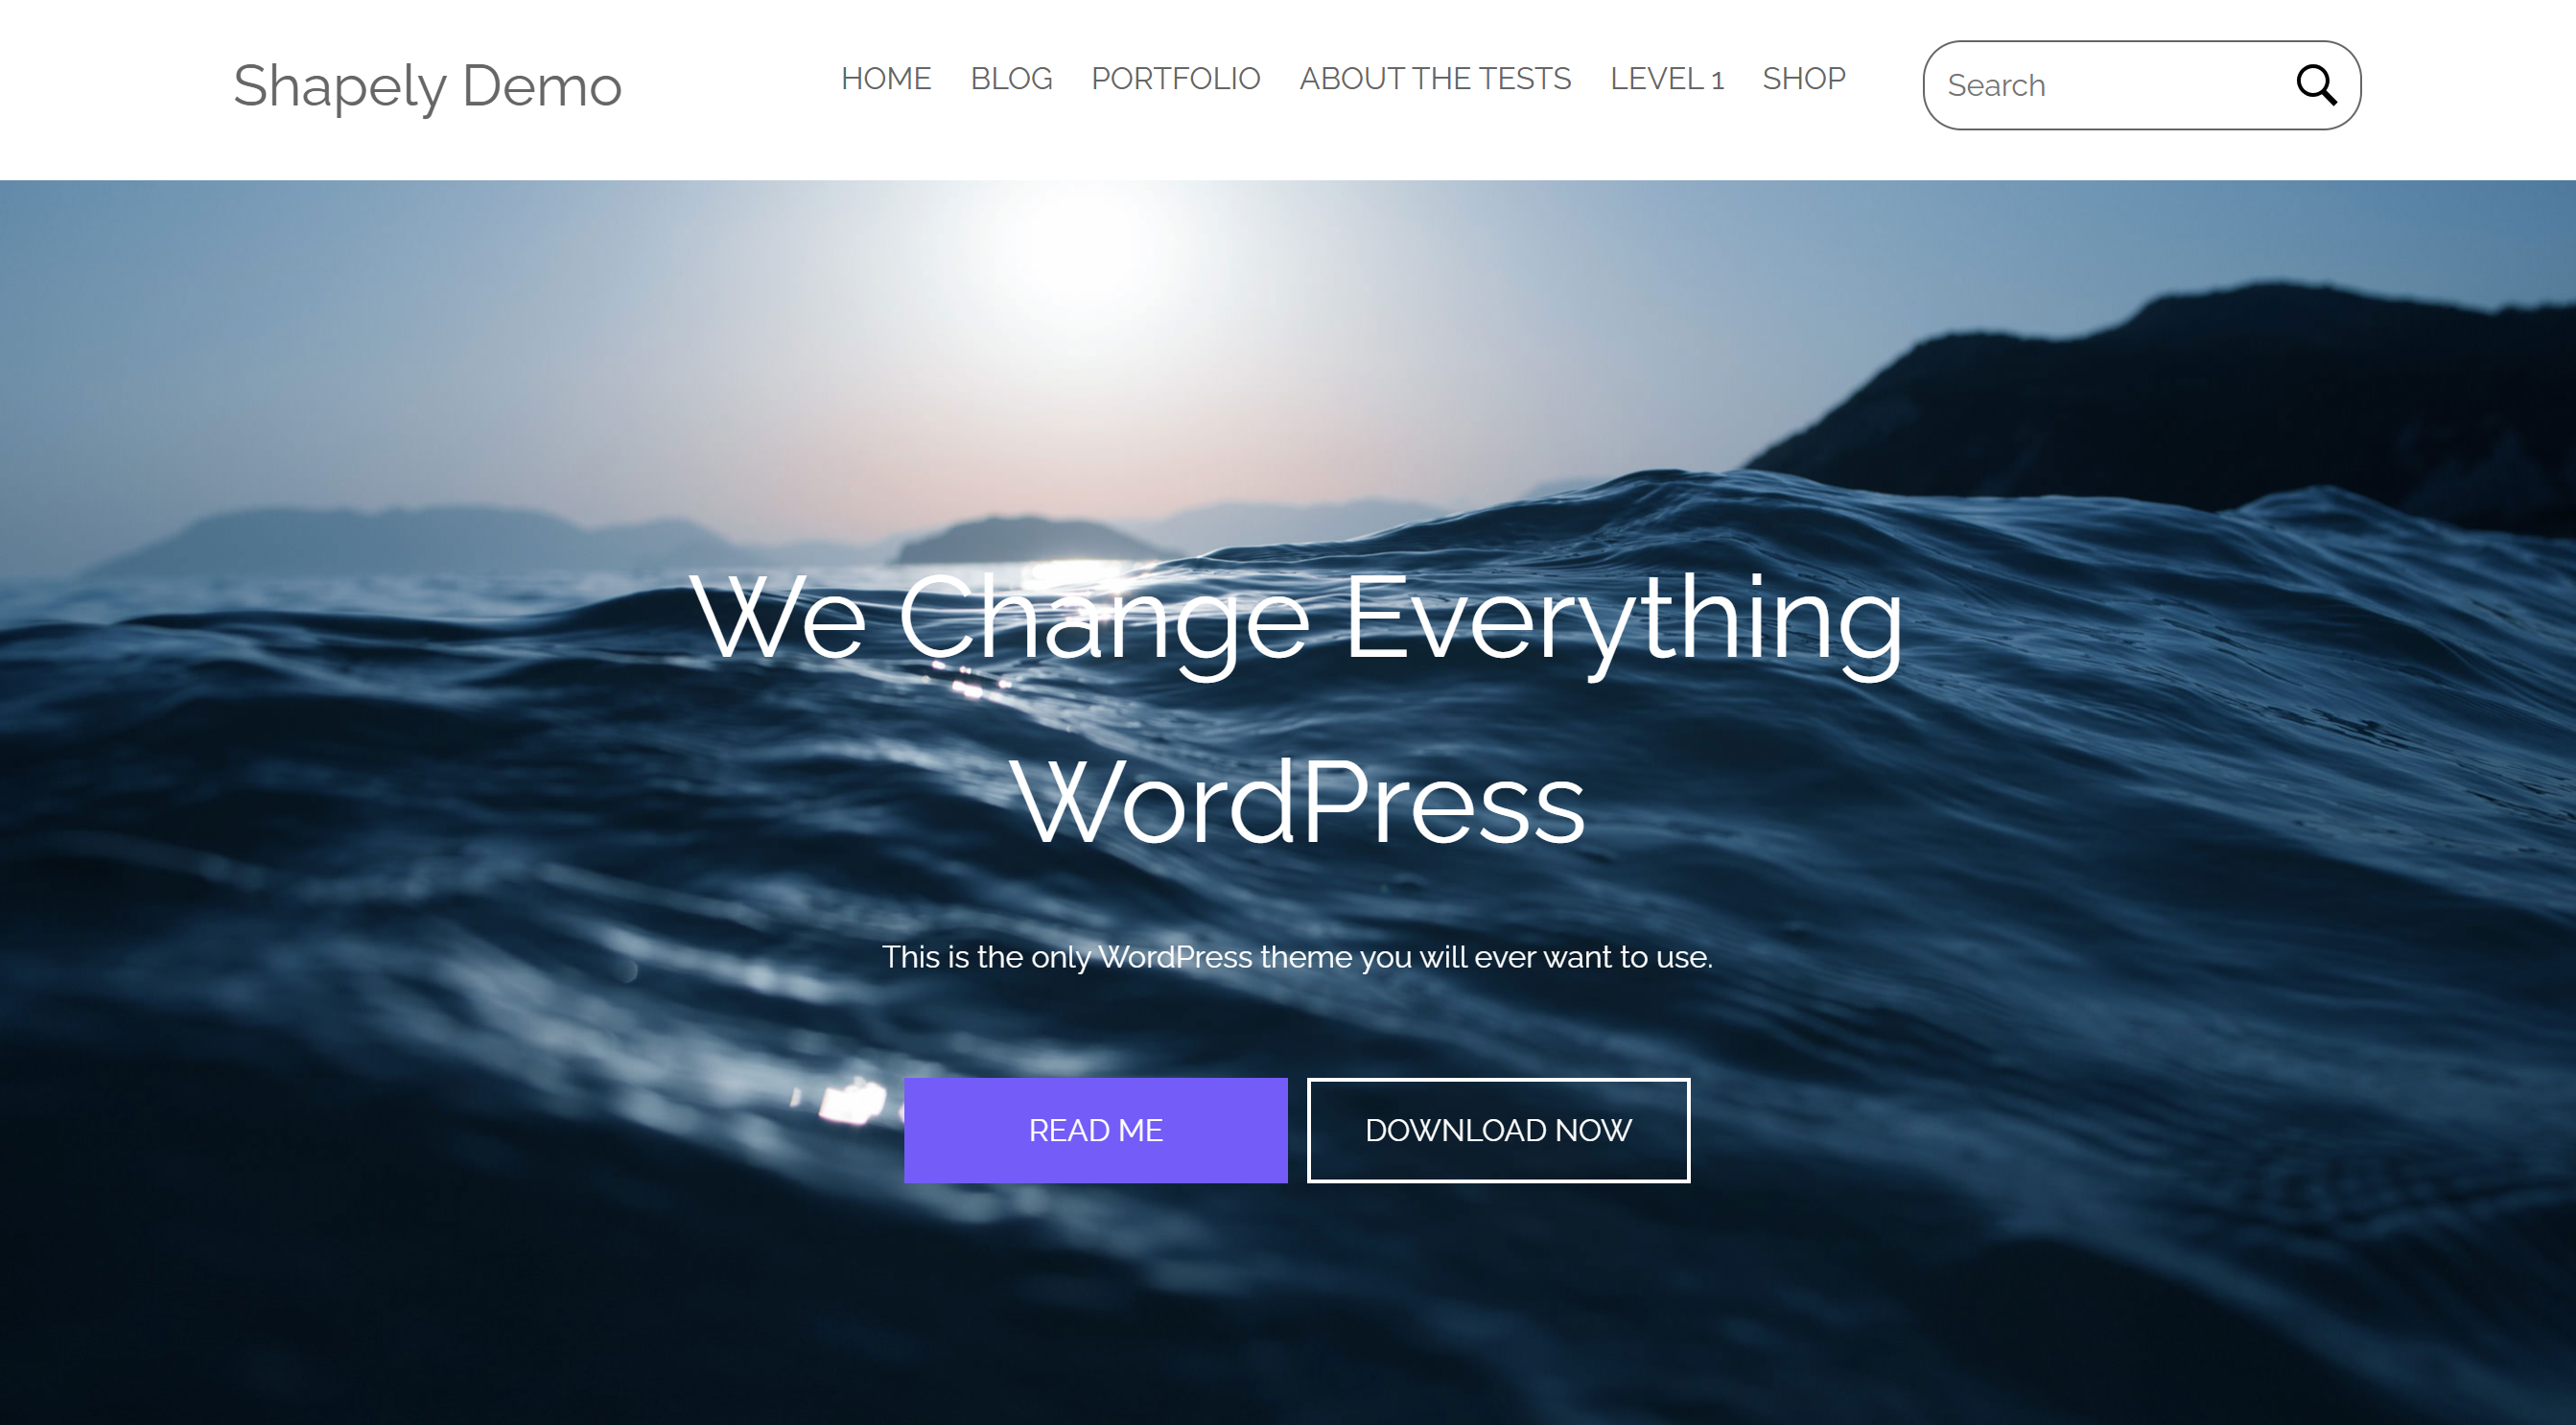 Shapely Demo
HOME BLOG PORTFOLIO ABOUT THE TESTS LEVEL 1 SHOP
Search
We Change Everything
WordPress
This is the only WordPress theme you will ever want to use.
READ ME
DOWNLOAD NOW